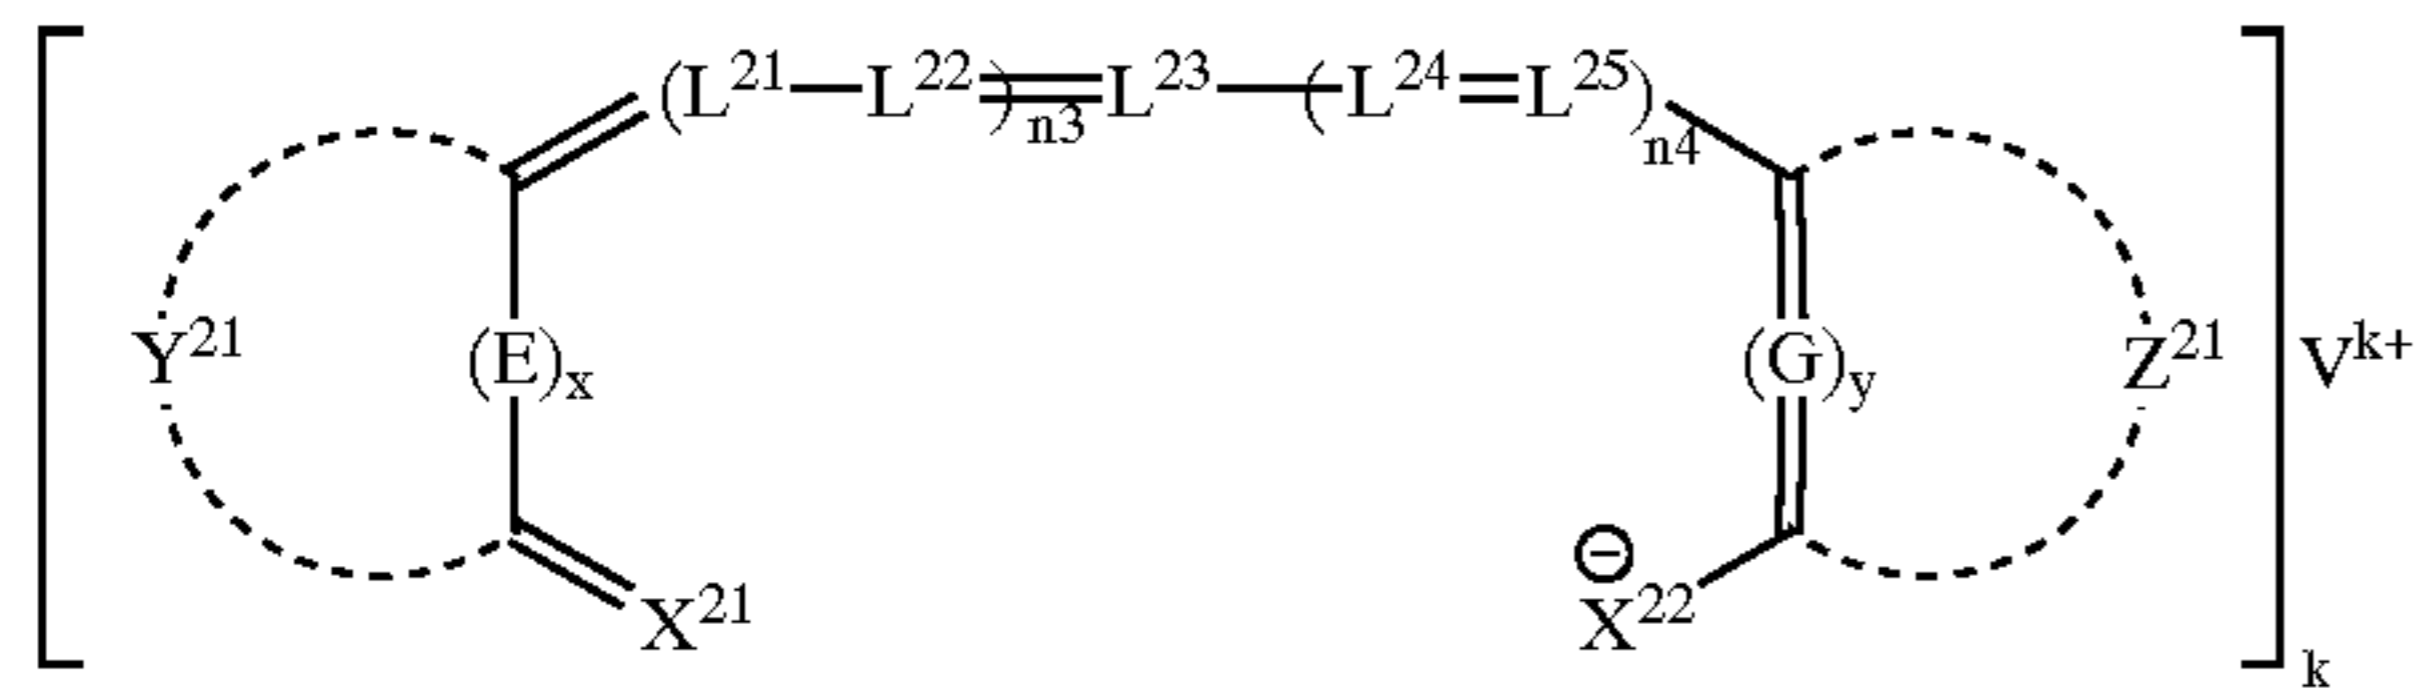 (L²¹—L²²)n3=L²³—(L²⁴=L²⁵)n4
Y²¹ (E)x (G)y Z²¹ Vᵏ⁺
⊖
X²¹ X²² k